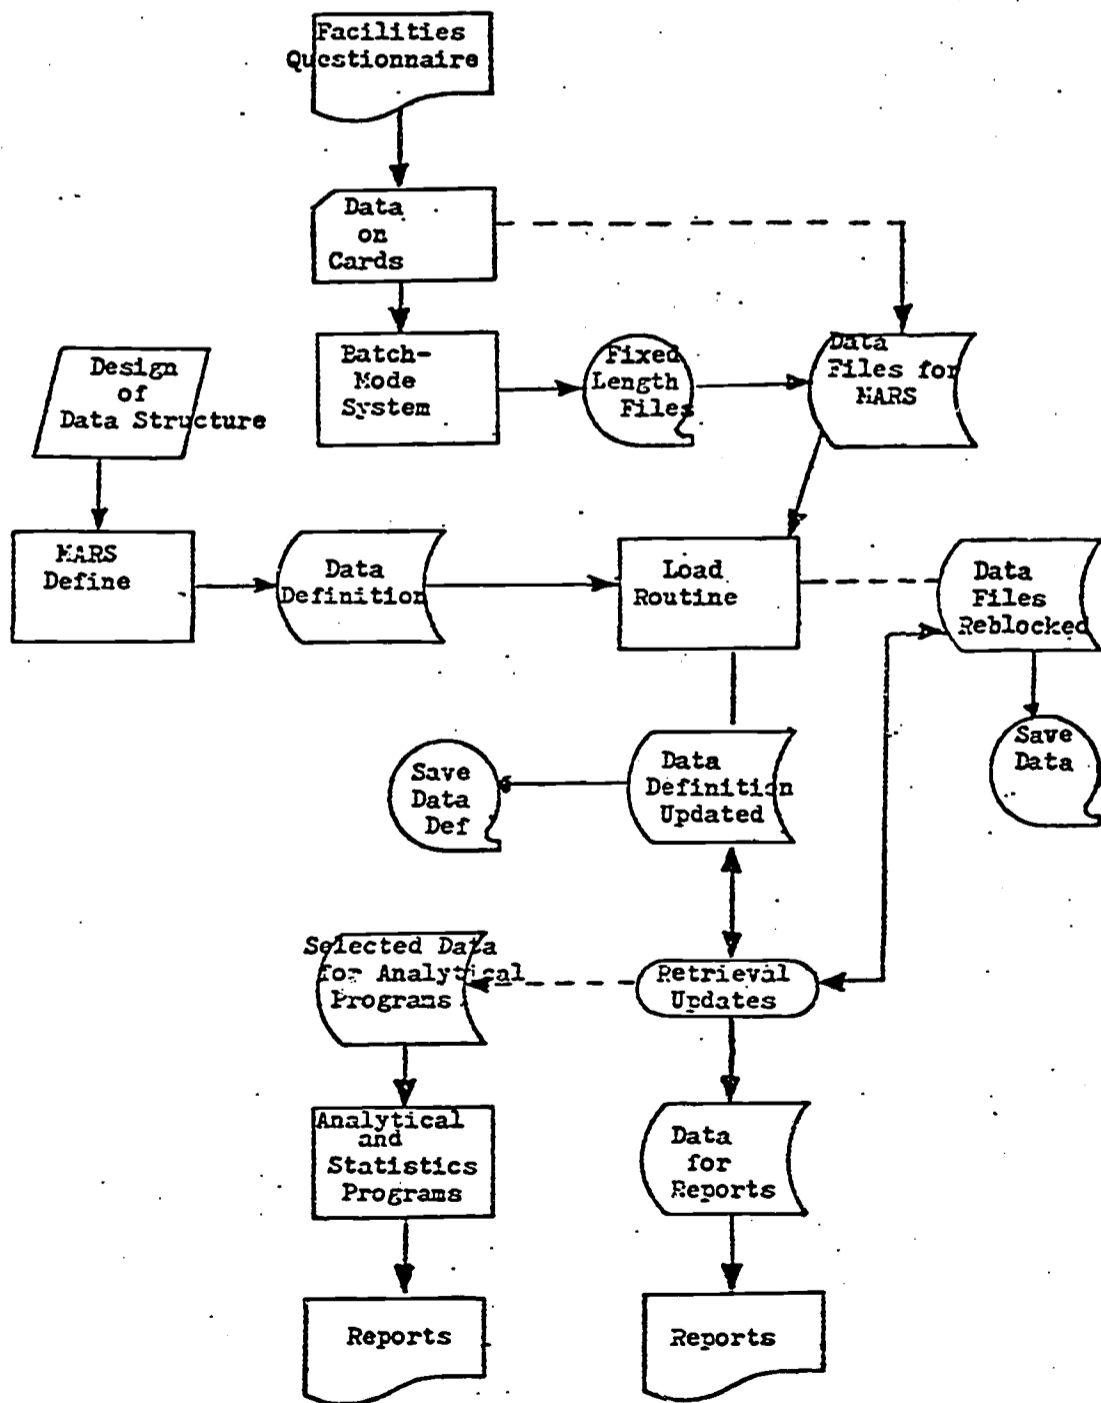 Facilities
Questionnaire
Data
on
Cards
Batch-
Mode
System
Fixed
Length
Files
Data
Files for
MARS
Design
of
Data Structure
MARS
Define
Data
Definition
Load
Routine
Data
Files
Reblocked
Save
Data
Save
Data
Def
Data
Definition
Updated
Selected Data
for Analytical
Programs
Retrieval
Updates
Analytical
and
Statistics
Programs
Data
for
Reports
Reports
Reports